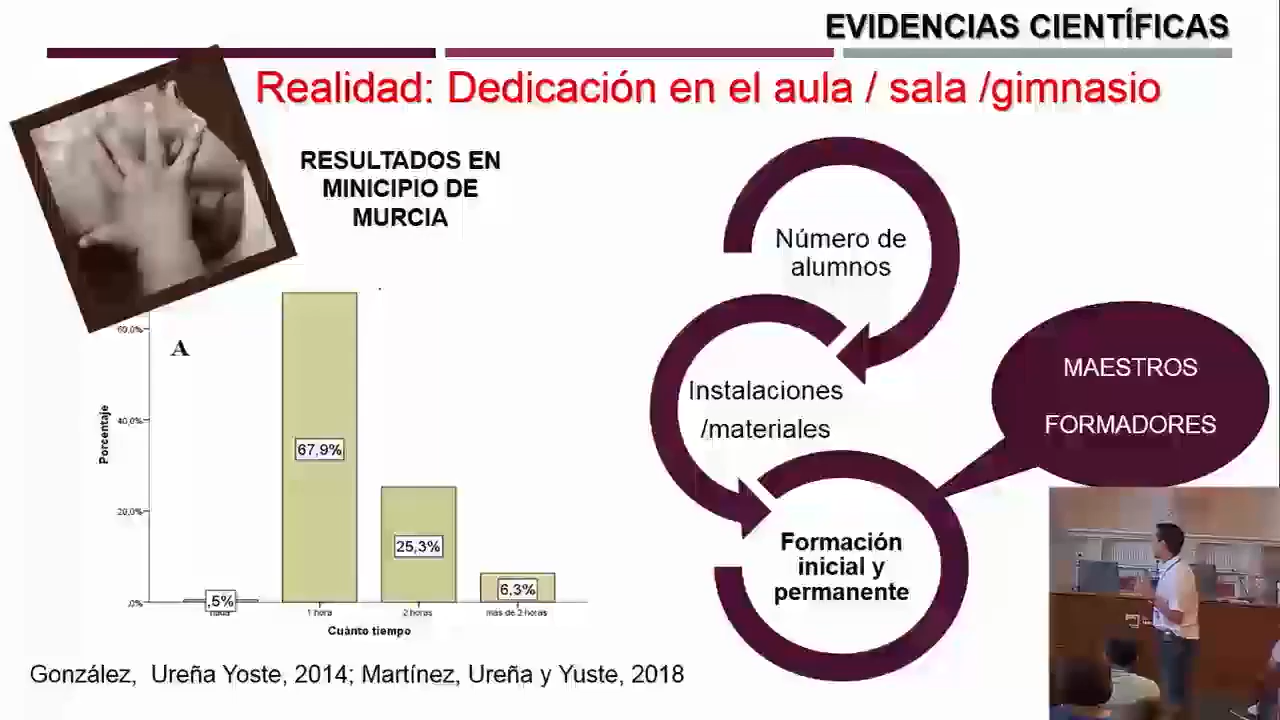 EVIDENCIAS CIENTÍFICAS
Realidad: Dedicación en el aula / sala /gimnasio
RESULTADOS EN
MINICIPIO DE
MURCIA
Número de
alumnos
Instalaciones
/materiales
Formación
inicial y
permanente
MAESTROS
FORMADORES
A
Porcentaje
60,0%
40,0%
20,0%
,0%
67,9%
25,3%
6,3%
,5%
nada
1 hora
2 horas
más de 2 horas
Cuánto tiempo
González, Ureña Yoste, 2014; Martínez, Ureña y Yuste, 2018